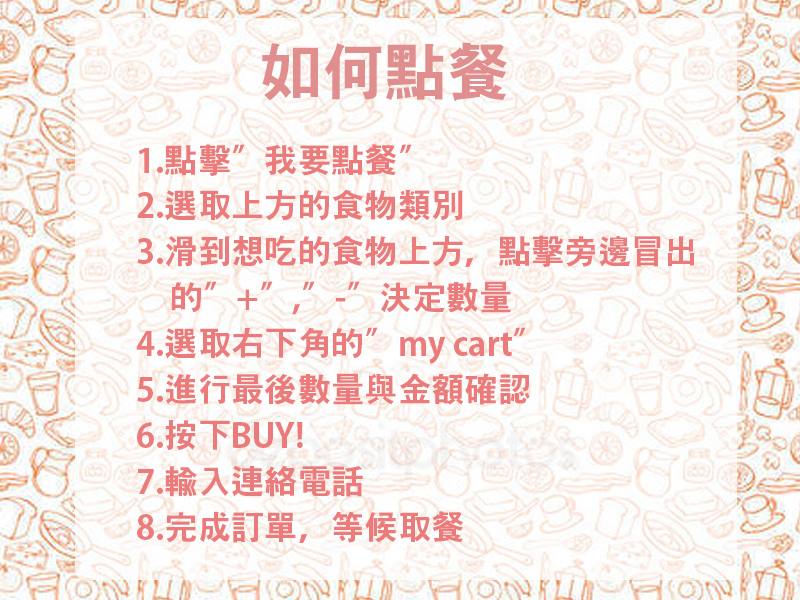 如何點餐
1.點擊”我要點餐”
2.選取上方的食物類別
3.滑到想吃的食物上方，點擊旁邊冒出
的”+”,”-”決定數量
4.選取右下角的”my cart”
5.進行最後數量與金額確認
6.按下BUY!
7.輸入連絡電話
8.完成訂單，等候取餐
depositphotos